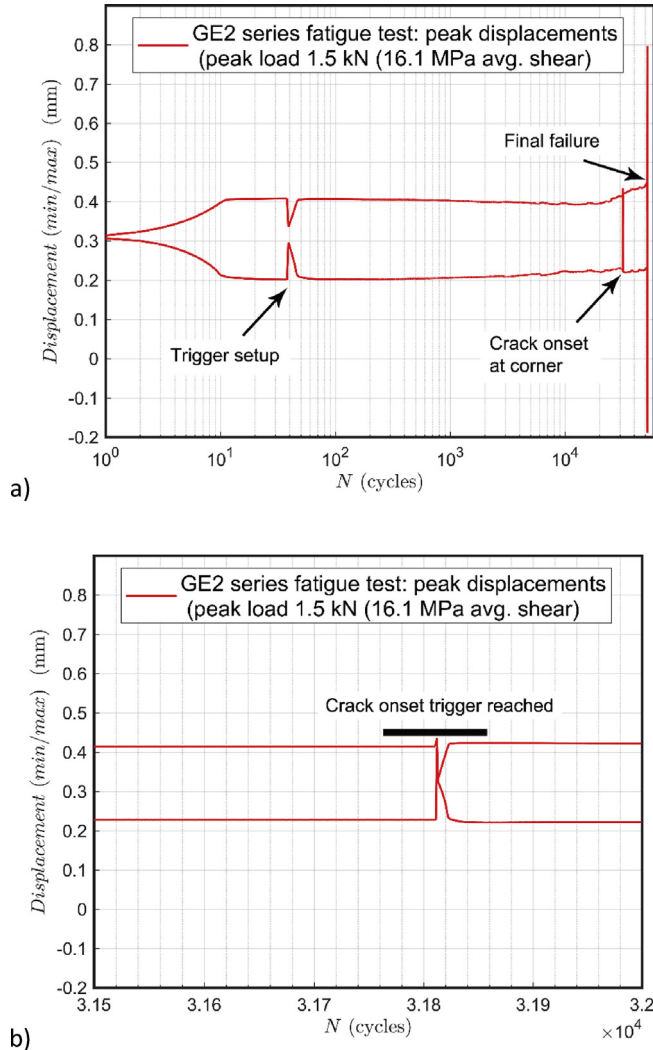 GE2 series fatigue test: peak displacements
(peak load 1.5 kN (16.1 MPa avg. shear)
Displacement (min/max) (mm)
0.8
0.7
0.6
0.5
0.4
0.3
0.2
0.1
0
-0.1
-0.2
Final failure
Trigger setup
Crack onset
at corner
10^0
10^1
10^2
10^3
10^4
N (cycles)
a)
GE2 series fatigue test: peak displacements
(peak load 1.5 kN (16.1 MPa avg. shear)
Displacement (min/max) (mm)
0.8
0.7
0.6
0.5
0.4
0.3
0.2
0.1
0
-0.1
-0.2
Crack onset trigger reached
3.15
3.16
3.17
3.18
3.19
3.2
N (cycles)
×10^4
b)